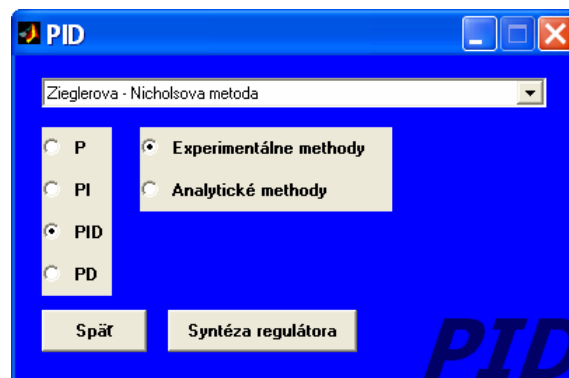 PID
Zieglerova - Nicholsova metoda
P
Experimentálne methody
PI
Analytické methody
PID
PD
Späť
Syntéza regulátora
PID